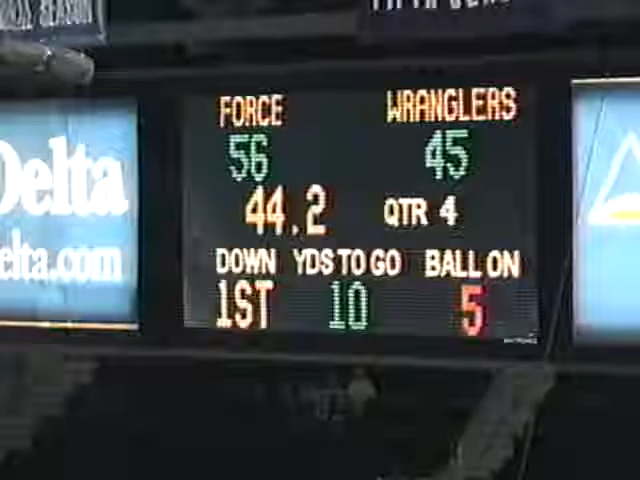 SEASON
FORCE WRANGLERS
56 45
44.2 QTR 4
DOWN YDS TO GO BALL ON
1ST 10 5
Delta
elta.com